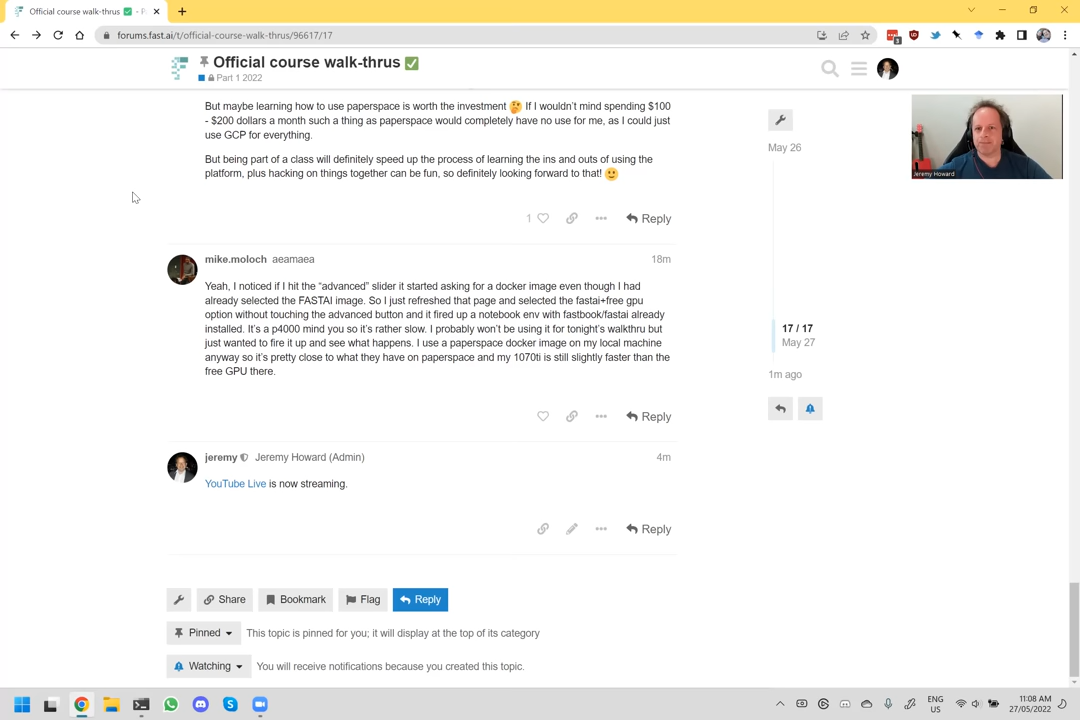 Official course walk-thrus ✅ - P
forums.fast.ai/t/official-course-walk-thrus/96617/17
3
Official course walk-thrus ✅
Part 1 2022
But maybe learning how to use paperspace is worth the investment 🤔 If I wouldn't mind spending $100
- $200 dollars a month such a thing as paperspace would completely have no use for me, as I could just
use GCP for everything.
But being part of a class will definitely speed up the process of learning the ins and outs of using the
platform, plus hacking on things together can be fun, so definitely looking forward to that! 🙂
1
Reply
mike.moloch aeamaea
18m
Yeah, I noticed if I hit the “advanced” slider it started asking for a docker image even though I had
already selected the FASTAI image. So I just refreshed that page and selected the fastai+free gpu
option without touching the advanced button and it fired up a notebook env with fastbook/fastai already
installed. It's a p4000 mind you so it's rather slow. I probably won't be using it for tonight's walkthru but
just wanted to fire it up and see what happens. I use a paperspace docker image on my local machine
anyway so it's pretty close to what they have on paperspace and my 1070ti is still slightly faster than the
free GPU there.
Reply
jeremy Jeremy Howard (Admin)
4m
YouTube Live is now streaming.
Reply
Share
Bookmark
Flag
Reply
Pinned
This topic is pinned for you; it will display at the top of its category
Watching
You will receive notifications because you created this topic.
May 26
17 / 17
May 27
1m ago
Jeremy Howard
ENG
US
11:08 AM
27/05/2022